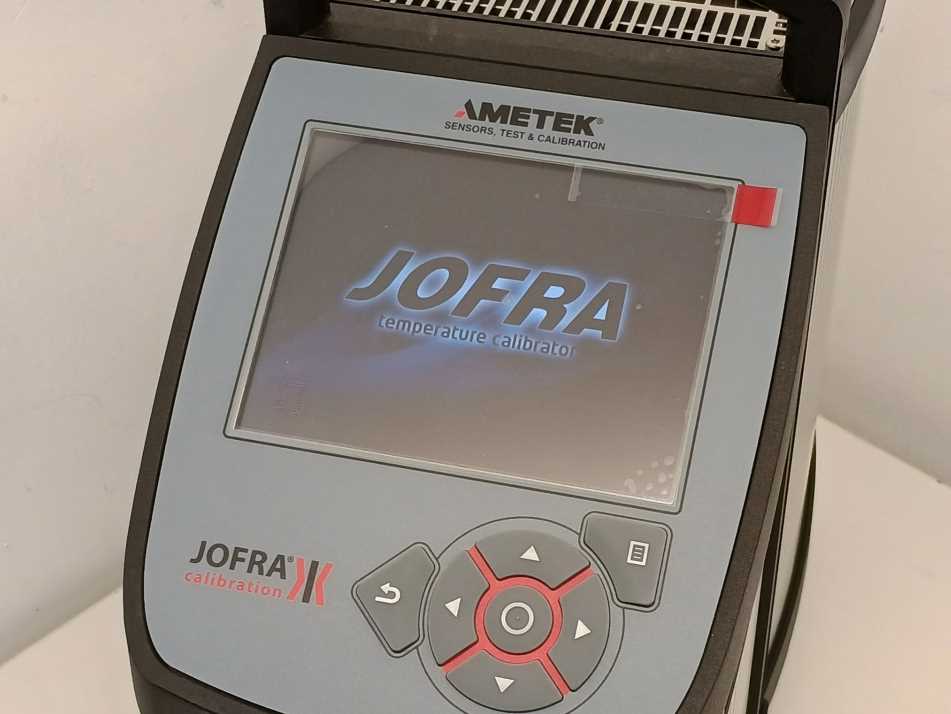 AMETEK®
SENSORS, TEST & CALIBRATION
JOFRA
temperature calibrator
JOFRA®
calibration